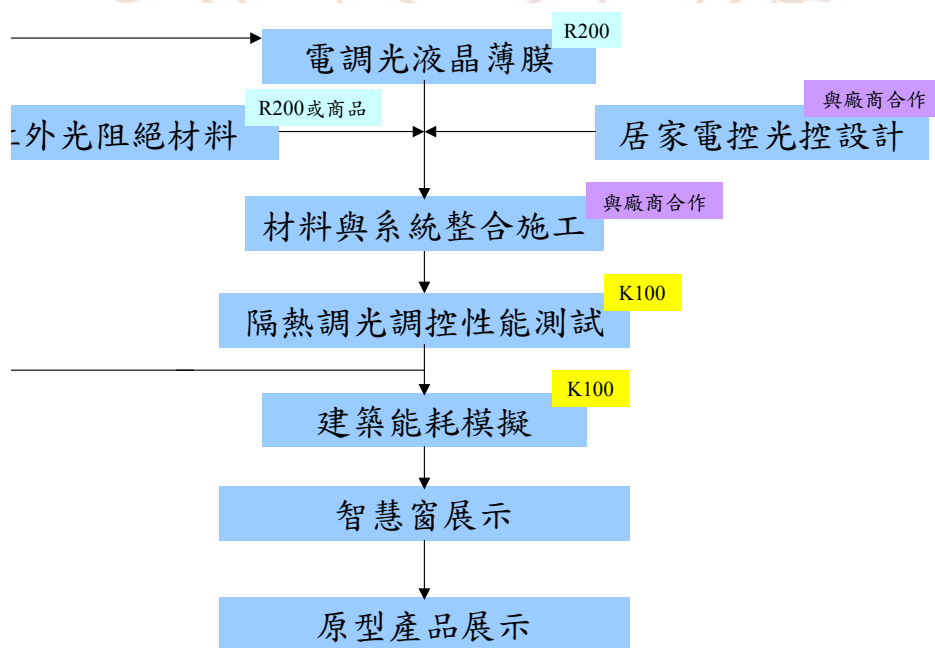 R200
電調光液晶薄膜
R200或商品
外光阻絕材料
與廠商合作
居家電控光控設計
與廠商合作
材料與系統整合施工
K100
隔熱調光調控性能測試
K100
建築能耗模擬
智慧窗展示
原型產品展示